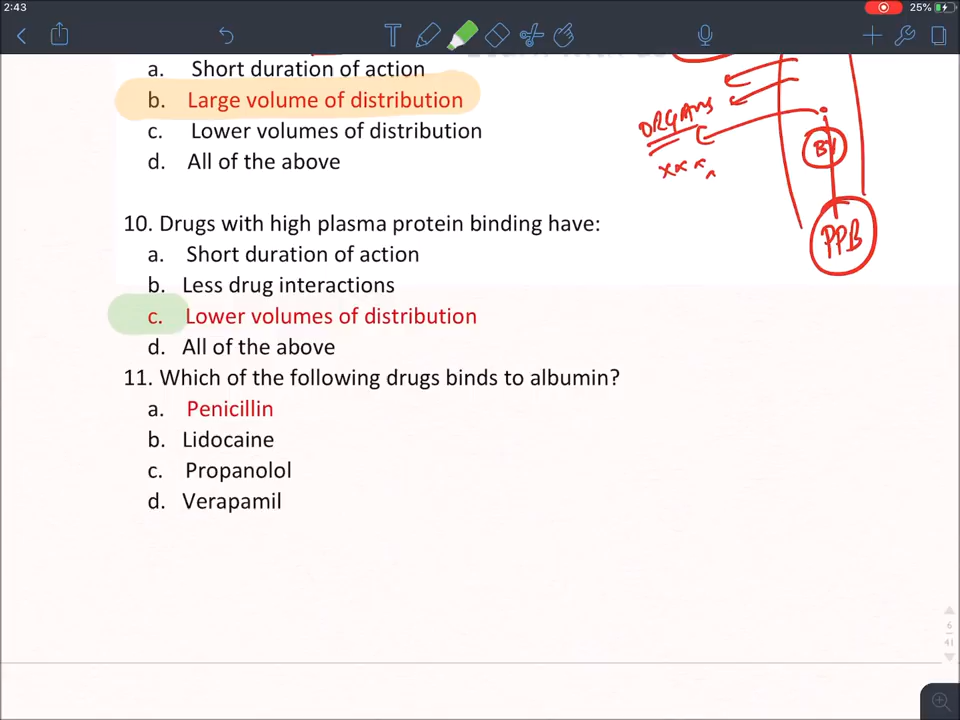 2:43
25%
a. Short duration of action
b. Large volume of distribution
c. Lower volumes of distribution
d. All of the above
ORGANS
BV
PPB
10. Drugs with high plasma protein binding have:
a. Short duration of action
b. Less drug interactions
c. Lower volumes of distribution
d. All of the above
11. Which of the following drugs binds to albumin?
a. Penicillin
b. Lidocaine
c. Propanolol
d. Verapamil
6
41